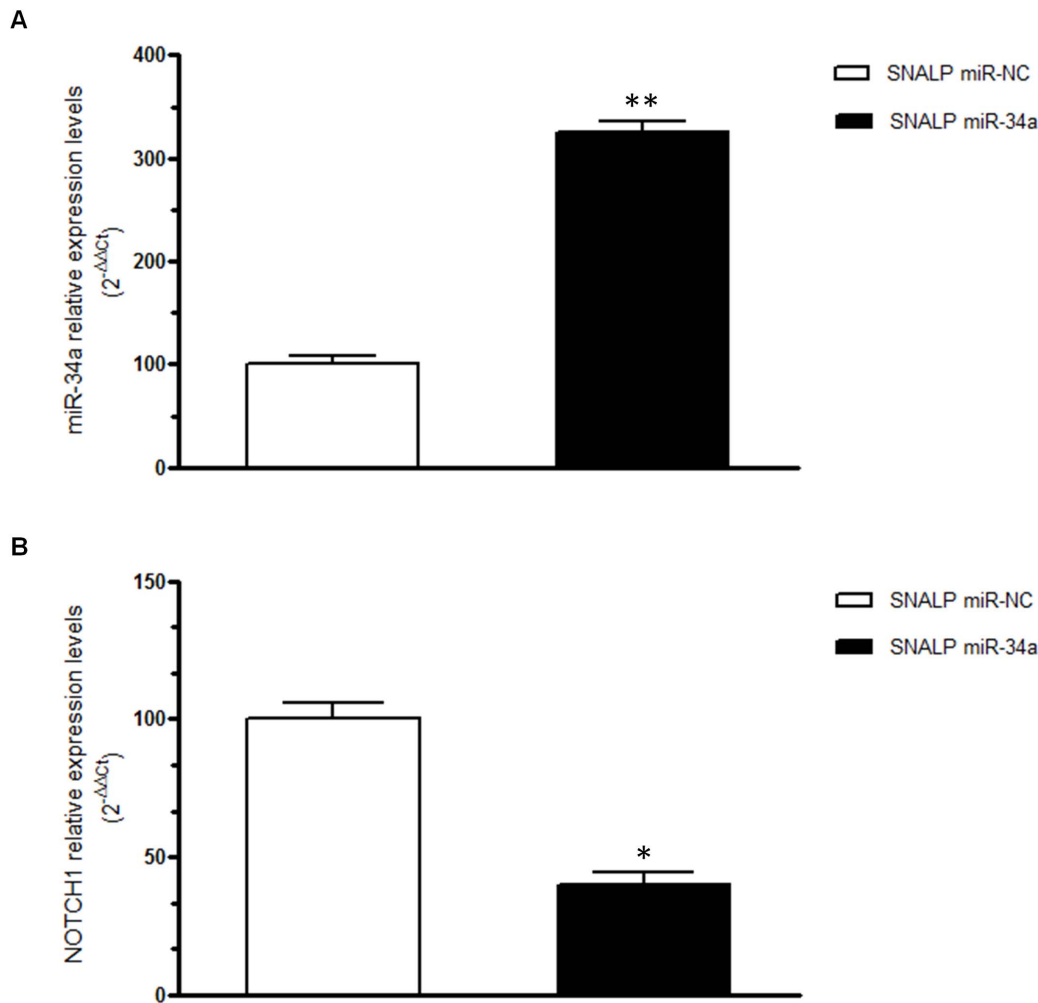 A
miR-34a relative expression levels
(2-ΔΔCt)
400
300
200
100
0
**
SNALP miR-NC
SNALP miR-34a
B
NOTCH1 relative expression levels
(2-ΔΔCt)
150
100
50
0
*
SNALP miR-NC
SNALP miR-34a